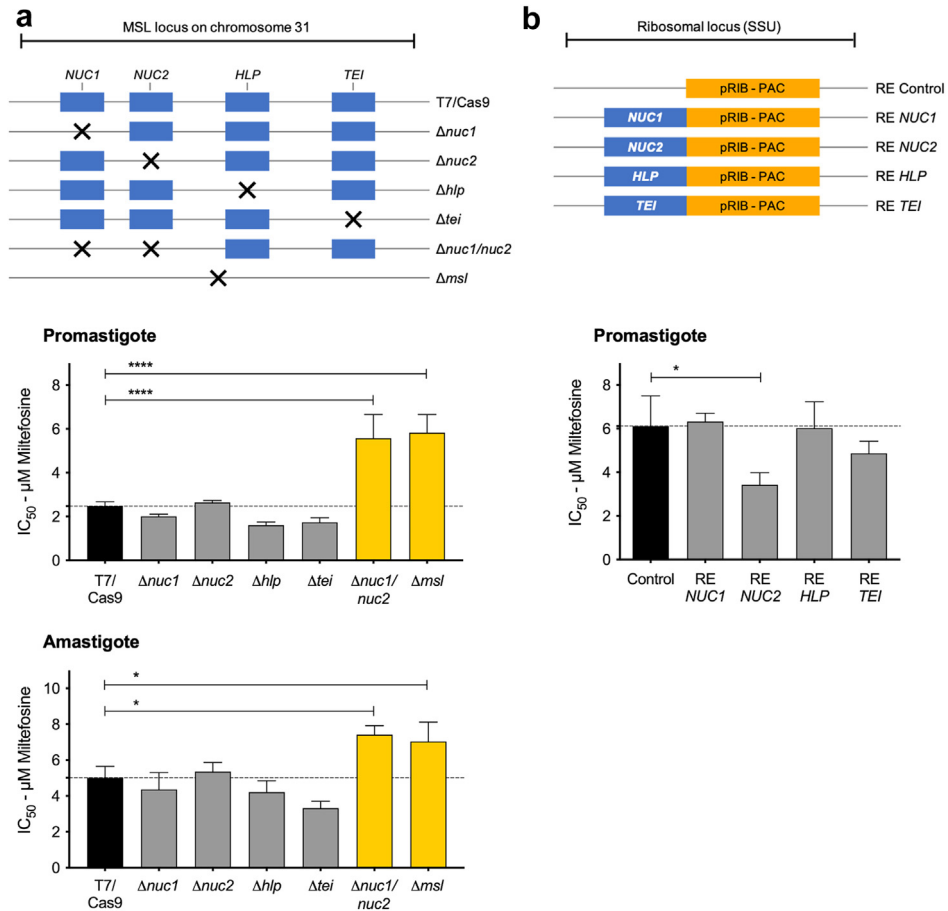 a
MSL locus on chromosome 31
NUC1 NUC2 HLP TEI
T7/Cas9
Δnuc1
Δnuc2
Δhlp
Δtei
Δnuc1/nuc2
Δmsl
b
Ribosomal locus (SSU)
pRIB - PAC RE Control
NUC1 pRIB - PAC RE NUC1
NUC2 pRIB - PAC RE NUC2
HLP pRIB - PAC RE HLP
TEI pRIB - PAC RE TEI
Promastigote
IC50 - µM Miltefosine
8
6
4
2
0
****
****
T7/ Δnuc1 Δnuc2 Δhlp Δtei Δnuc1/ Δmsl
Cas9 nuc2
Promastigote
IC50 - µM Miltefosine
8
6
4
2
0
*
Control RE RE RE RE
NUC1 NUC2 HLP TEI
Amastigote
IC50 - µM Miltefosine
10
8
6
4
2
0
*
*
T7/ Δnuc1 Δnuc2 Δhlp Δtei Δnuc1/ Δmsl
Cas9 nuc2